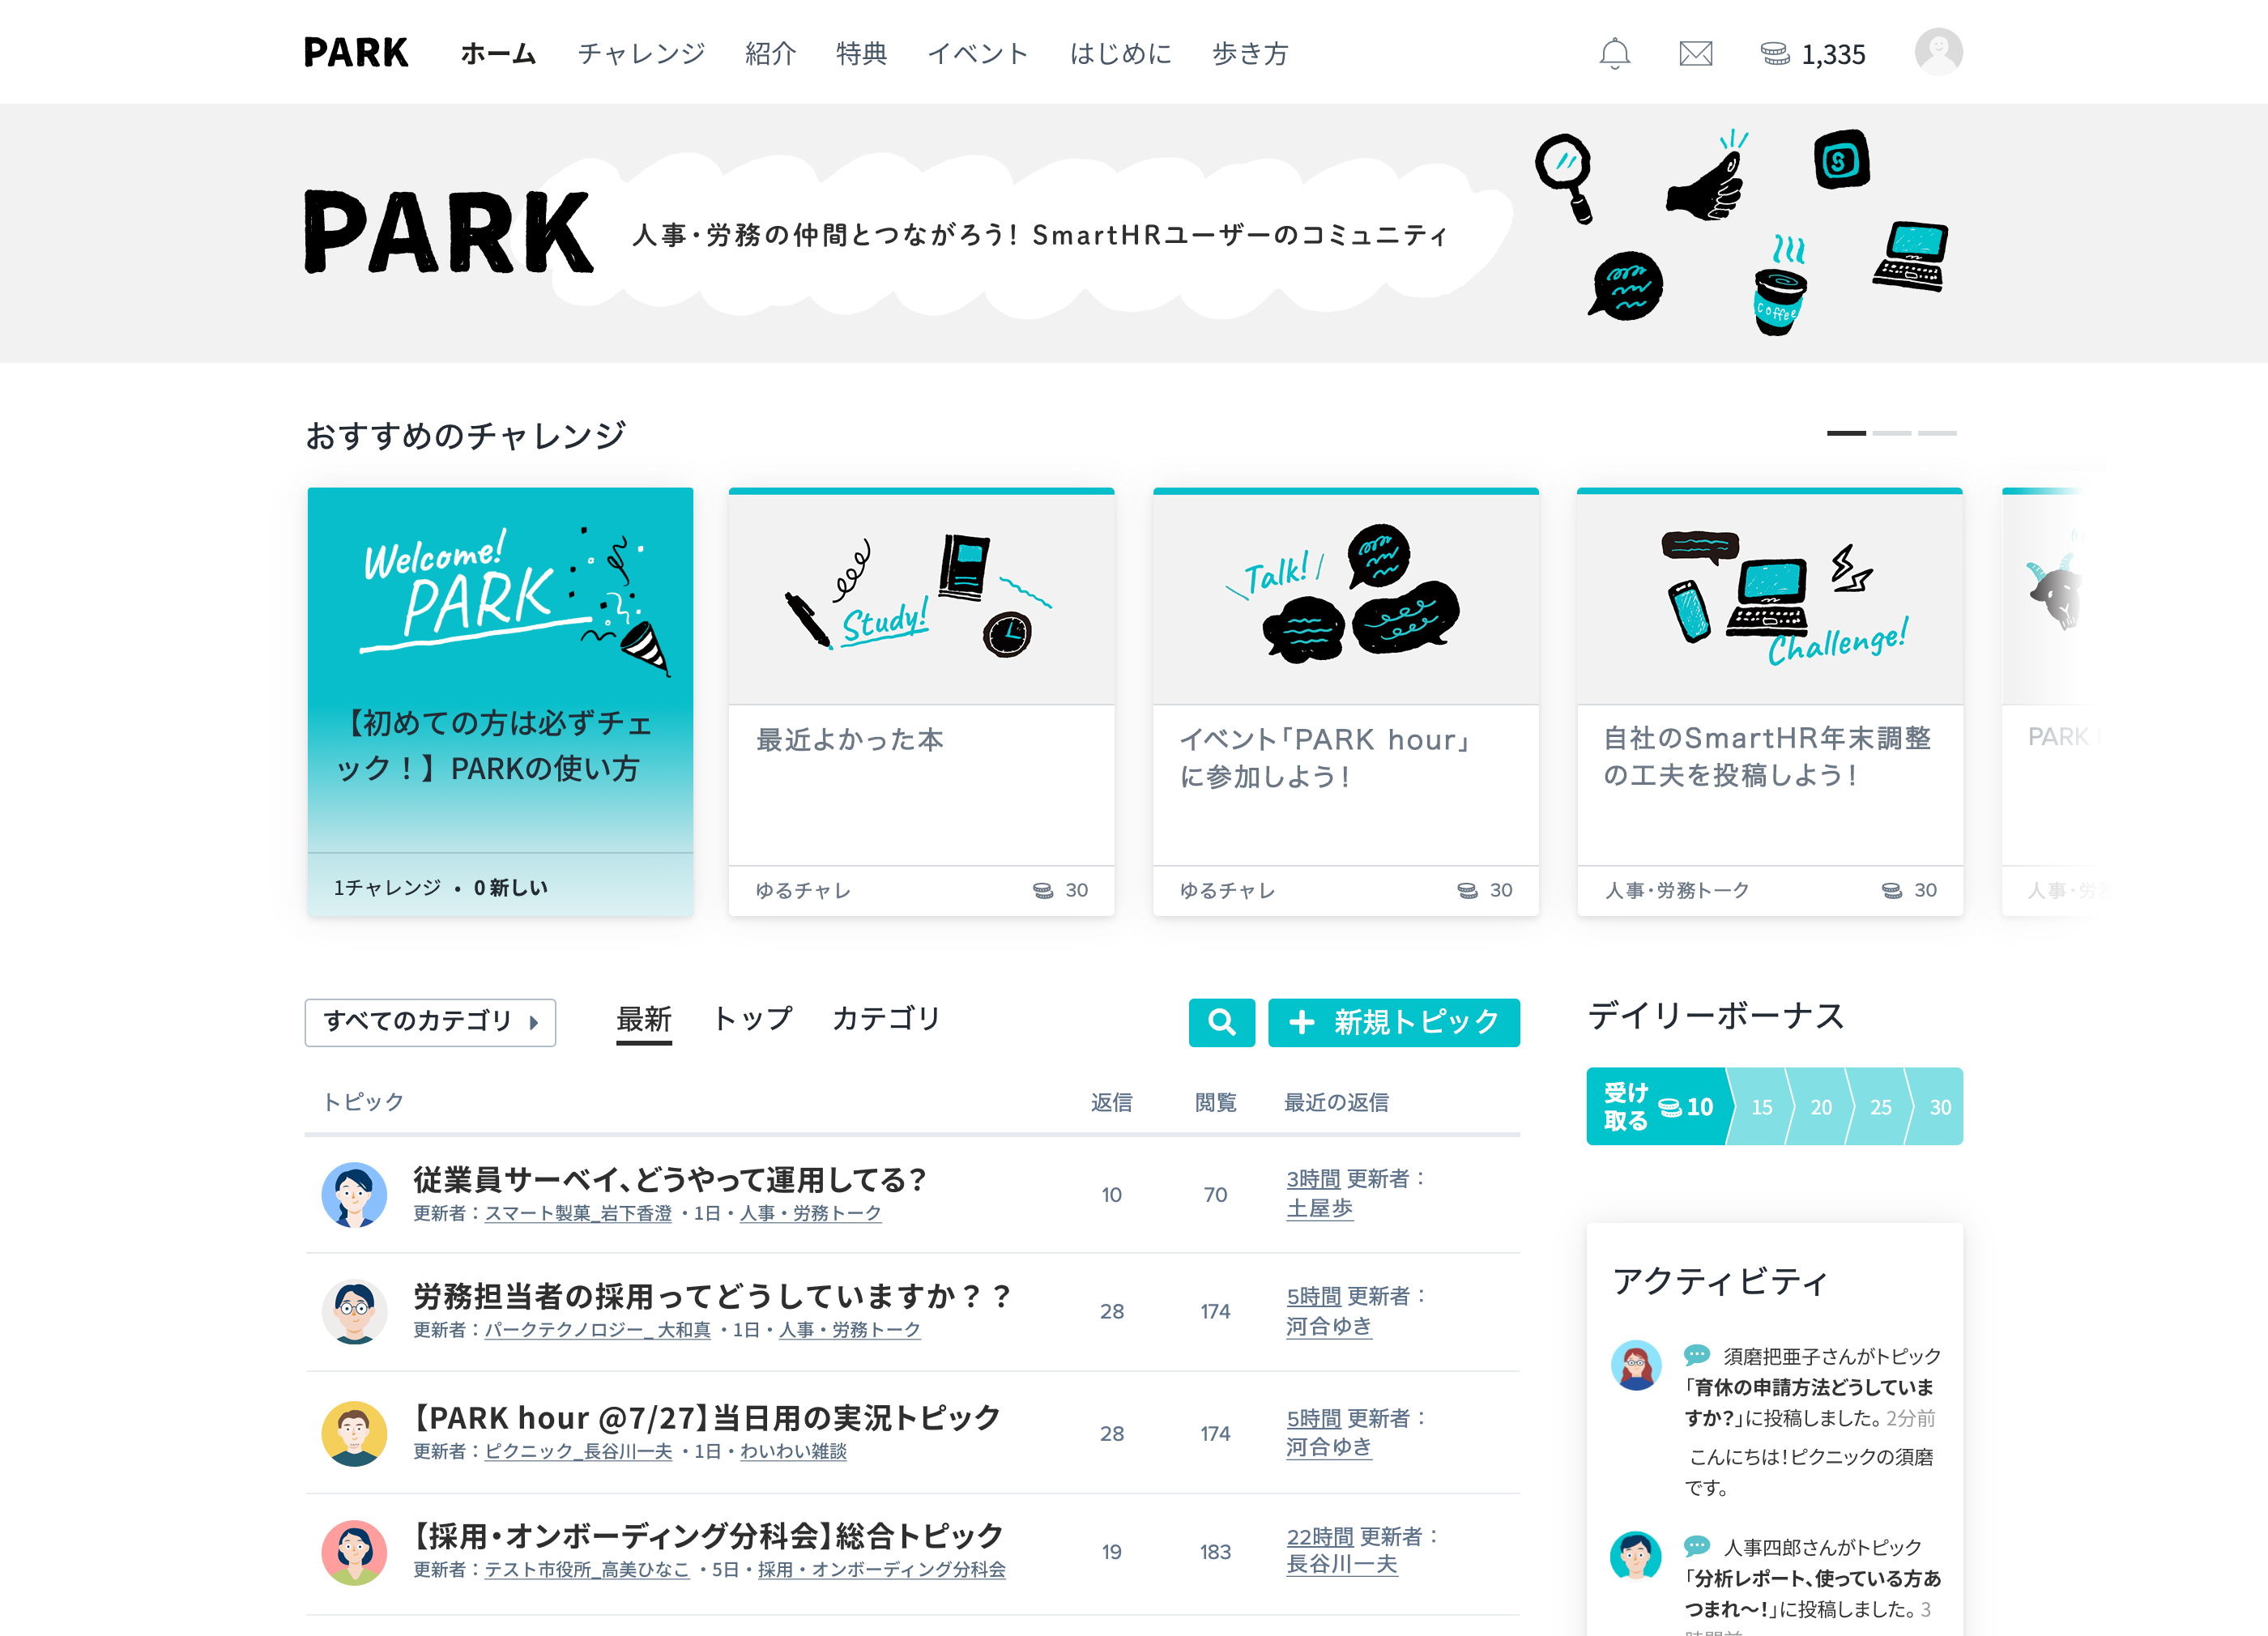 PARK ホーム チャレンジ 紹介 特典 イベント はじめに 歩き方 1,335
PARK 人事・労務の仲間とつながろう！ SmartHRユーザーのコミュニティ
S
coffee
おすすめのチャレンジ
Welcome!
PARK
【初めての方は必ずチェ
ック！】PARKの使い方
1チャレンジ • 0 新しい
Study!
最近よかった本
ゆるチャレ 30
Talk!
イベント「PARK hour」
に参加しよう！
ゆるチャレ 30
Challenge!
自社のSmartHR年末調整
の工夫を投稿しよう！
人事・労務トーク 30
PARK
人事・労
すべてのカテゴリ 最新 トップ カテゴリ 新規トピック
トピック 返信 閲覧 最近の返信
従業員サーベイ、どうやって運用してる？
更新者：スマート製菓_岩下香澄 ・1日・人事・労務トーク
10 70
3時間 更新者：
土屋歩
労務担当者の採用ってどうしていますか？？
更新者：パークテクノロジー_ 大和真 ・1日・人事・労務トーク
28 174
5時間 更新者：
河合ゆき
【PARK hour @7/27】当日用の実況トピック
更新者：ピクニック_長谷川一夫 ・1日・わいわい雑談
28 174
5時間 更新者：
河合ゆき
【採用・オンボーディング分科会】総合トピック
更新者：テスト市役所_高美ひなこ ・5日・採用・オンボーディング分科会
19 183
22時間 更新者：
長谷川一夫
デイリーボーナス
受け
取る 10 15 20 25 30
アクティビティ
須磨把亜子さんがトピック
「育休の申請方法どうしていま
すか？」に投稿しました。2分前
こんにちは！ピクニックの須磨
です。
人事四郎さんがトピック
「分析レポート、使っている方あ
つまれ〜！」に投稿しました。3